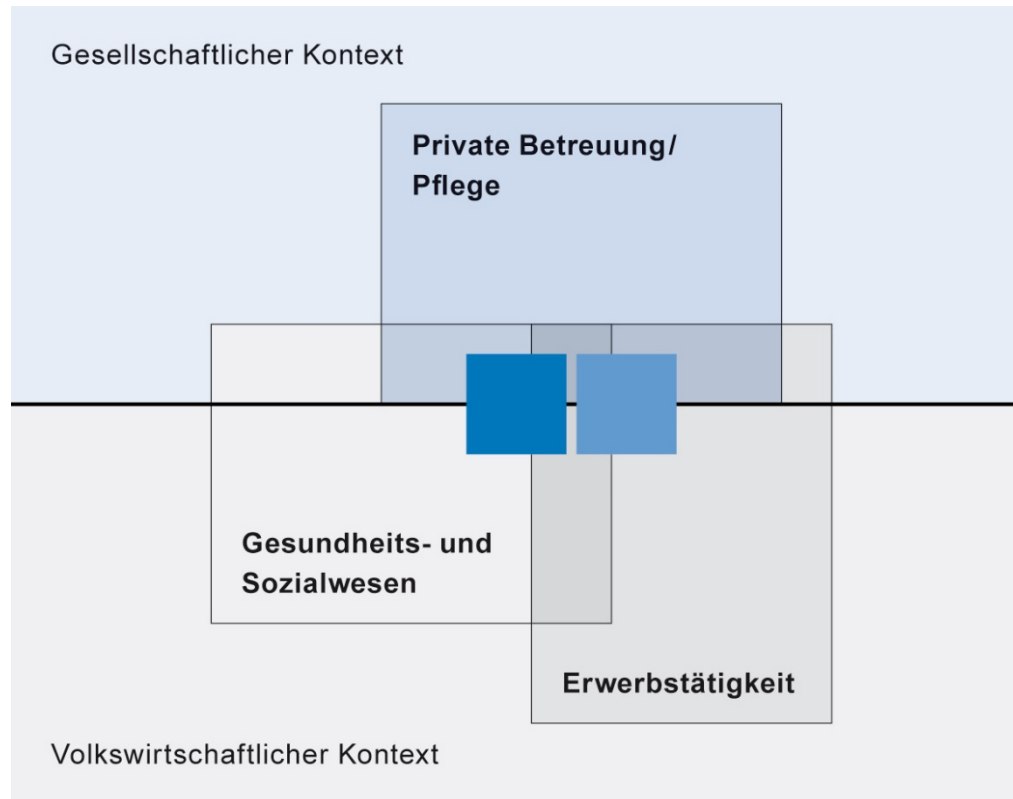 Gesellschaftlicher Kontext
Private Betreuung/
Pflege
Gesundheits- und
Sozialwesen
Erwerbstätigkeit
Volkswirtschaftlicher Kontext